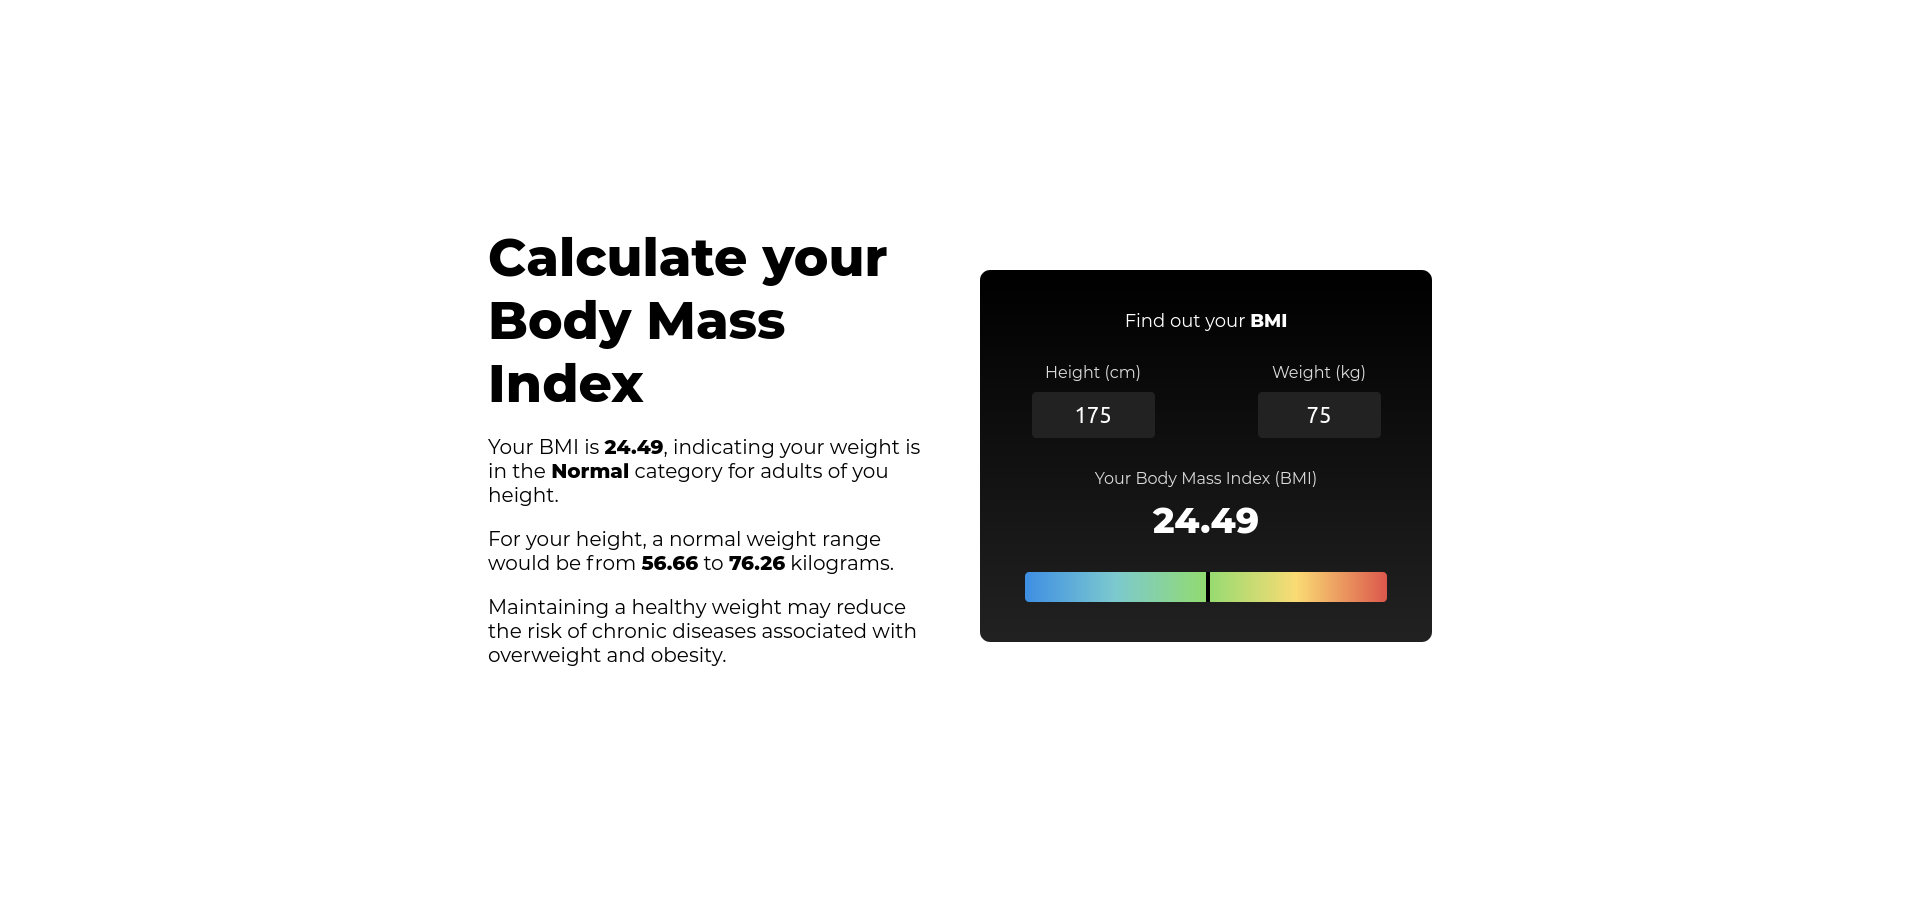 Calculate your
Body Mass
Index
Your BMI is 24.49, indicating your weight is
in the Normal category for adults of you
height.
For your height, a normal weight range
would be from 56.66 to 76.26 kilograms.
Maintaining a healthy weight may reduce
the risk of chronic diseases associated with
overweight and obesity.
Find out your BMI
Height (cm)
Weight (kg)
175
75
Your Body Mass Index (BMI)
24.49